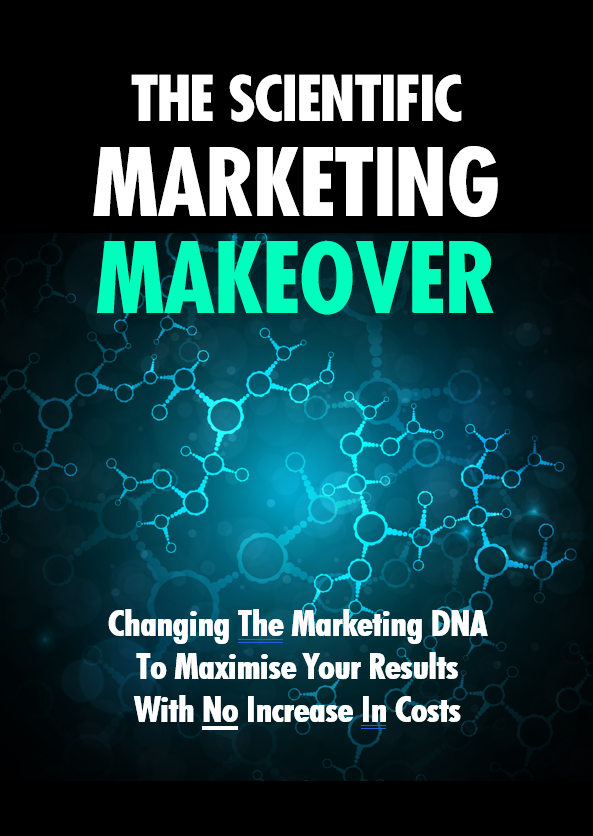 THE SCIENTIFIC
MARKETING
MAKEOVER
Changing The Marketing DNA
To Maximise Your Results
With No Increase In Costs